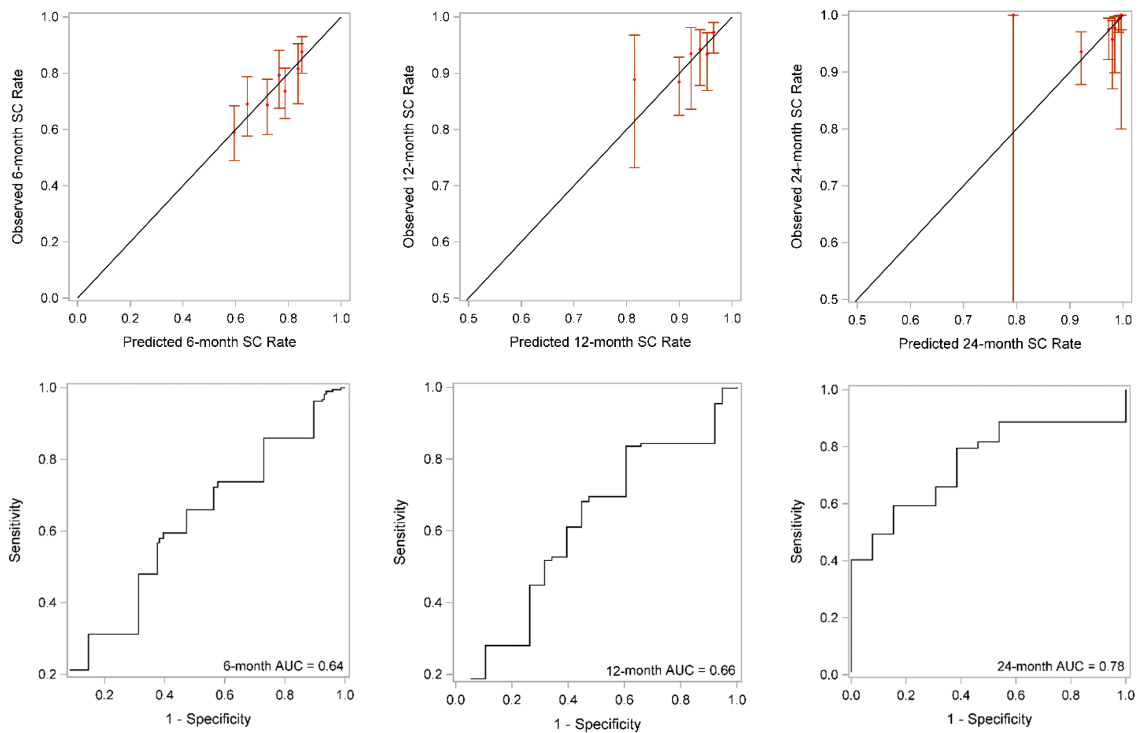 Observed 6-month SC Rate
1.0
0.8
0.6
0.4
0.2
0.0
0.0 0.2 0.4 0.6 0.8 1.0
Predicted 6-month SC Rate
Observed 12-month SC Rate
1.0
0.9
0.8
0.7
0.6
0.5
0.5 0.6 0.7 0.8 0.9 1.0
Predicted 12-month SC Rate
Observed 24-month SC Rate
1.0
0.9
0.8
0.7
0.6
0.5
0.5 0.6 0.7 0.8 0.9 1.0
Predicted 24-month SC Rate
Sensitivity
1.0
0.8
0.6
0.4
0.2
6-month AUC = 0.64
0.2 0.4 0.6 0.8 1.0
1 - Specificity
Sensitivity
1.0
0.8
0.6
0.4
0.2
12-month AUC = 0.66
0.0 0.2 0.4 0.6 0.8 1.0
1 - Specificity
Sensitivity
1.0
0.8
0.6
0.4
0.2
0.0
24-month AUC = 0.78
0.0 0.2 0.4 0.6 0.8 1.0
1 - Specificity